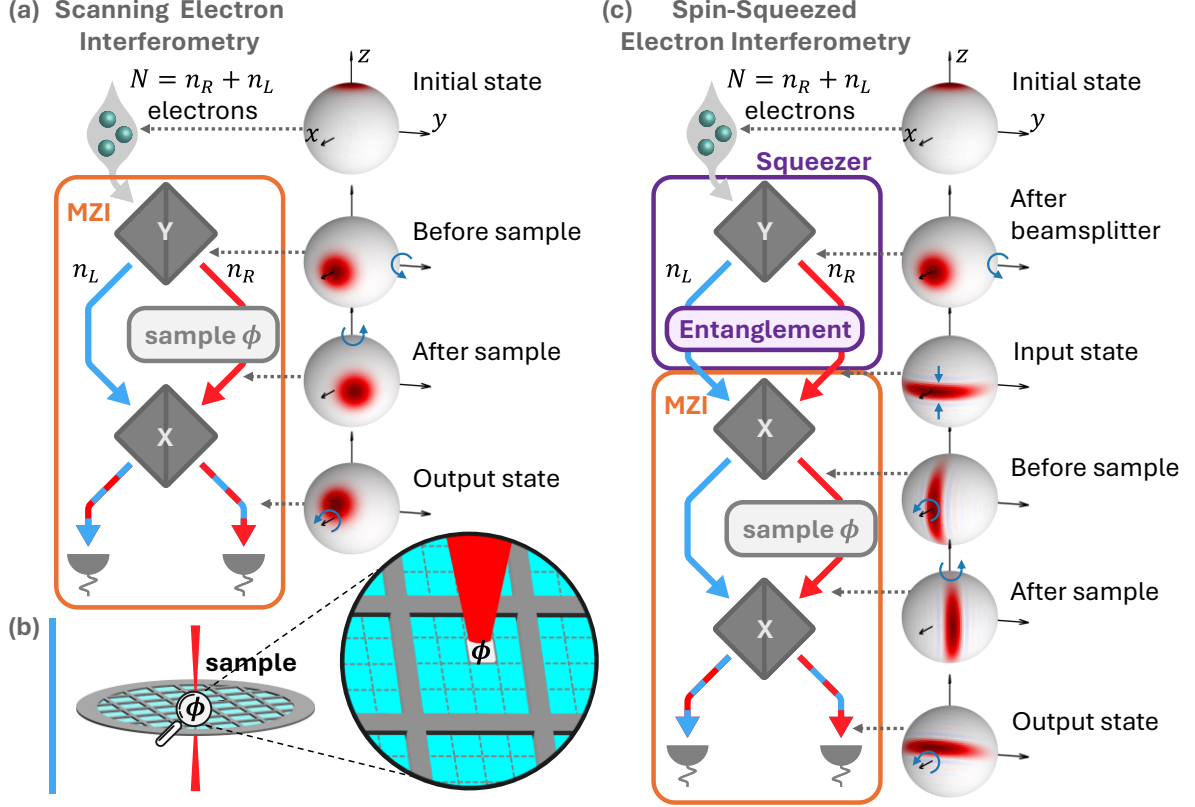 (a) Scanning Electron
Interferometry
N = n_R + n_L
electrons
z
y
x
Initial state
MZI
Y
Before sample
n_L
n_R
sample ϕ
After sample
X
Output state
(b)
sample
ϕ
ϕ
(c) Spin-Squeezed
Electron Interferometry
N = n_R + n_L
electrons
z
y
x
Initial state
Squeezer
Y
After
beamsplitter
n_L
n_R
Entanglement
Input state
MZI
X
Before sample
sample ϕ
After sample
X
Output state